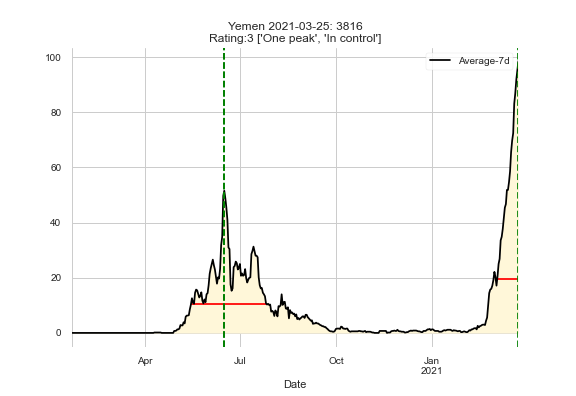 Yemen 2021-03-25: 3816
Rating:3 ['One peak', 'In control']
Average-7d
100
80
60
40
20
0
Apr
Jul
Oct
Jan
2021
Date